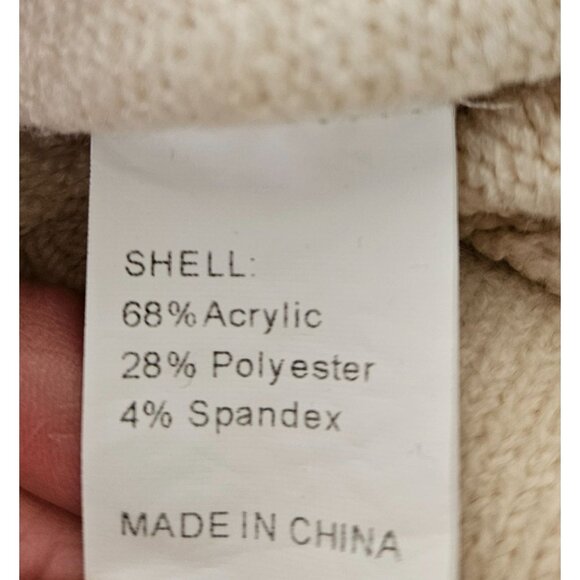 SHELL:
68% Acrylic
28% Polyester
4% Spandex
MADE IN CHINA